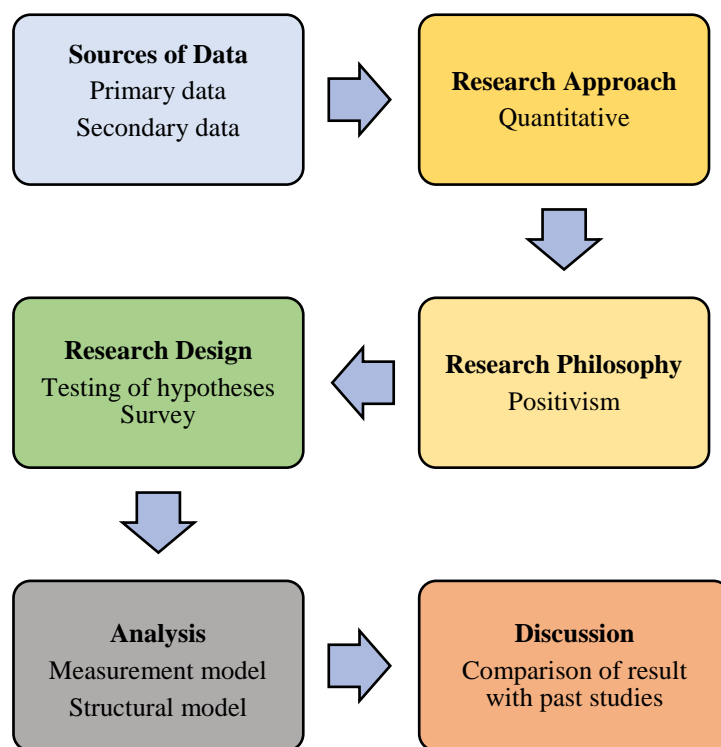 Sources of Data
Primary data
Secondary data
Research Approach
Quantitative
Research Philosophy
Positivism
Research Design
Testing of hypotheses
Survey
Analysis
Measurement model
Structural model
Discussion
Comparison of result
with past studies